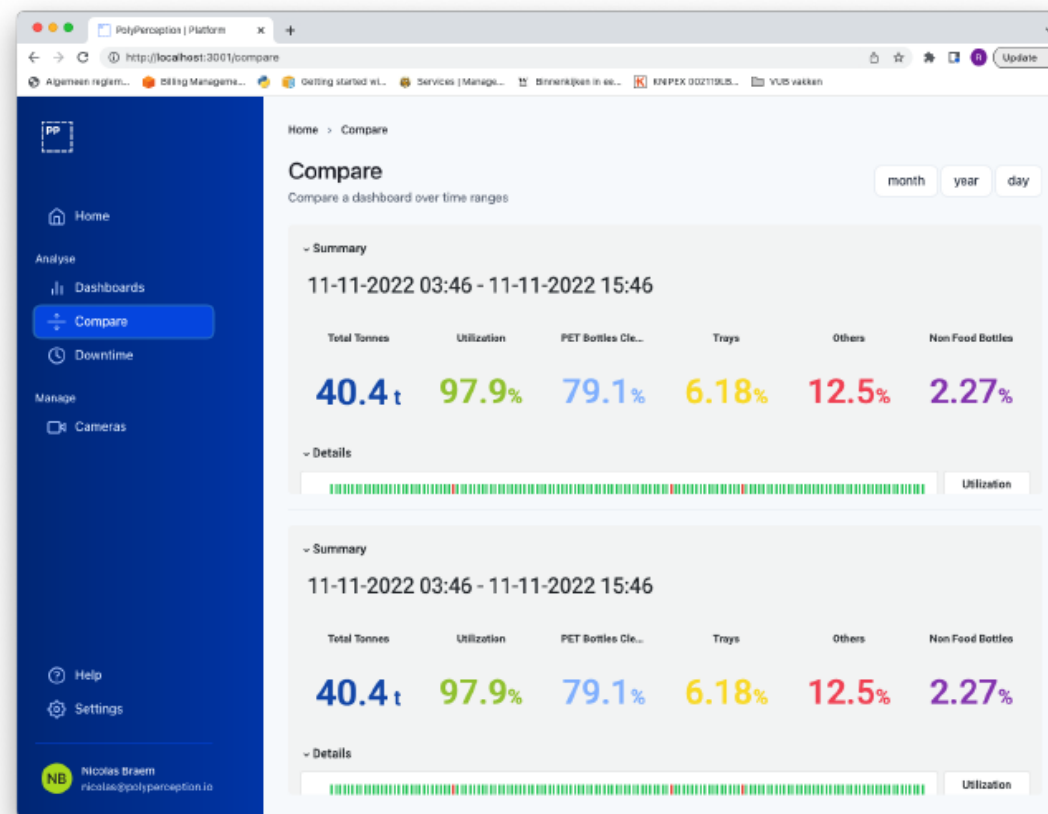 PolyPerception | Platform
http://localhost:3001/compare
R
Update
Algemeen reglem...
Billing Manageme...
Getting started wi...
Services | Manage...
Binnenkijken in ee...
KNIPEX 002119LB...
VUB vakken
PP
Home
Analyse
Dashboards
Compare
Downtime
Manage
Cameras
Help
Settings
NB
Nicolas Braem
nicolas@polyperception.io
Home > Compare
Compare
Compare a dashboard over time ranges
month year day
Summary
11-11-2022 03:46 - 11-11-2022 15:46
Total Tonnes Utilization PET Bottles Cle... Trays Others Non Food Bottles
40.4 t 97.9% 79.1% 6.18% 12.5% 2.27%
Details
Utilization
Summary
11-11-2022 03:46 - 11-11-2022 15:46
Total Tonnes Utilization PET Bottles Cle... Trays Others Non Food Bottles
40.4 t 97.9% 79.1% 6.18% 12.5% 2.27%
Details
Utilization